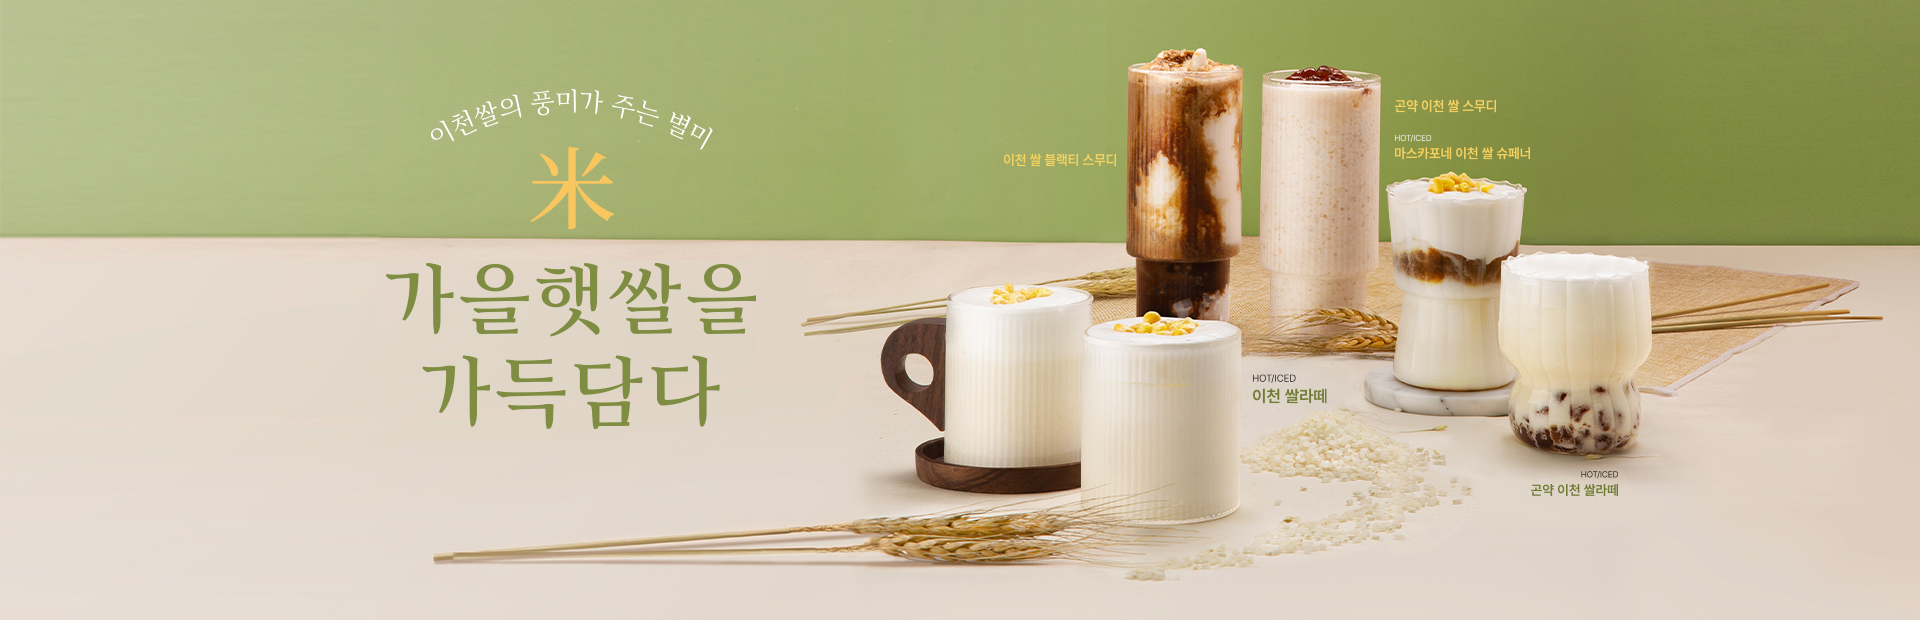 이천쌀의 풍미가 주는 별미
米
가을햇쌀을
가득담다
이천 쌀 블랙티 스무디
곤약 이천 쌀 스무디
HOT/ICED
마스카포네 이천 쌀 슈페너
HOT/ICED
이천 쌀라떼
HOT/ICED
곤약 이천 쌀라떼